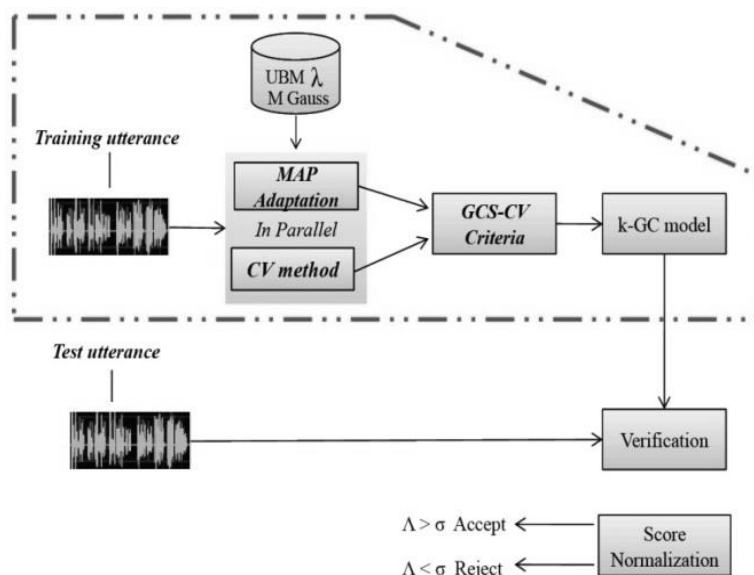 UBM λ
M Gauss
Training utterance
MAP
Adaptation
In Parallel
CV method
GCS-CV
Criteria
k-GC model
Test utterance
Verification
Λ > σ Accept
Λ < σ Reject
Score
Normalization